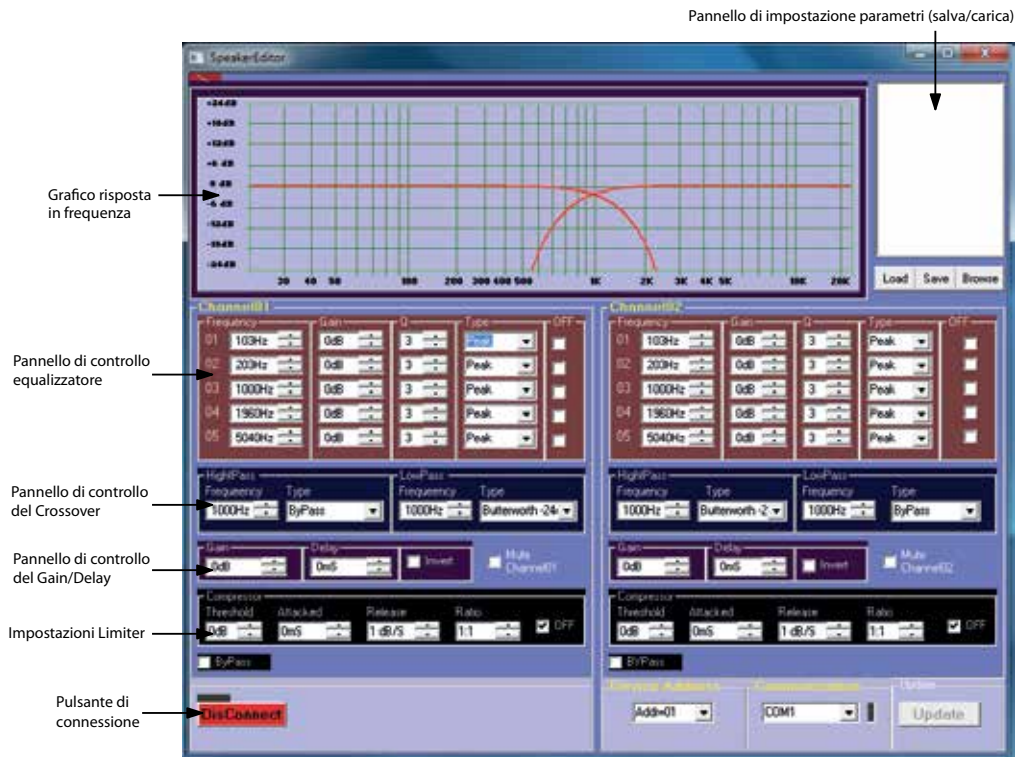 Pannello di impostazione parametri (salva/carica)
SpeakerEditor
+24dB
+18dB
+12dB
+6 dB
0 dB
-6 dB
-12dB
-18dB
-24dB
Grafico risposta
in frequenza
20 40 50 100 200 300 400 500 1K 2K 3K 4K 5K 10K 20K
Load Save Browse
Channel01
Frequency Gain Q Type OFF
01 103Hz 0dB 3 Peak
02 203Hz 0dB 3 Peak
03 1000Hz 0dB 3 Peak
04 1960Hz 0dB 3 Peak
05 5040Hz 0dB 3 Peak
Channel02
Frequency Gain Q Type OFF
01 103Hz 0dB 3 Peak
02 203Hz 0dB 3 Peak
03 1000Hz 0dB 3 Peak
04 1960Hz 0dB 3 Peak
05 5040Hz 0dB 3 Peak
Pannello di controllo
equalizzatore
HightPass LowPass
Frequeency Type Frequeency Type
1000Hz ByPass 1000Hz Butterworth -24
HightPass LowPass
Frequeency Type Frequeency Type
1000Hz Butterworth -2 1000Hz ByPass
Pannello di controllo
del Crossover
Gain Delay
0dB 0mS Invert Mute Channel01
Gain Delay
0dB 0mS Invert Mute Channel02
Pannello di controllo
del Gain/Delay
Compressor
Threshold Attacked Release Ratio
0dB 0mS 1 dB/S 1:1 OFF
Compressor
Threshold Attacked Release Ratio
0dB 0mS 1 dB/S 1:1 OFF
Impostazioni Limiter
ByPass
BYPass
Pulsante di
connessione
DisConnect
Addr=01
COM1
Update
Update